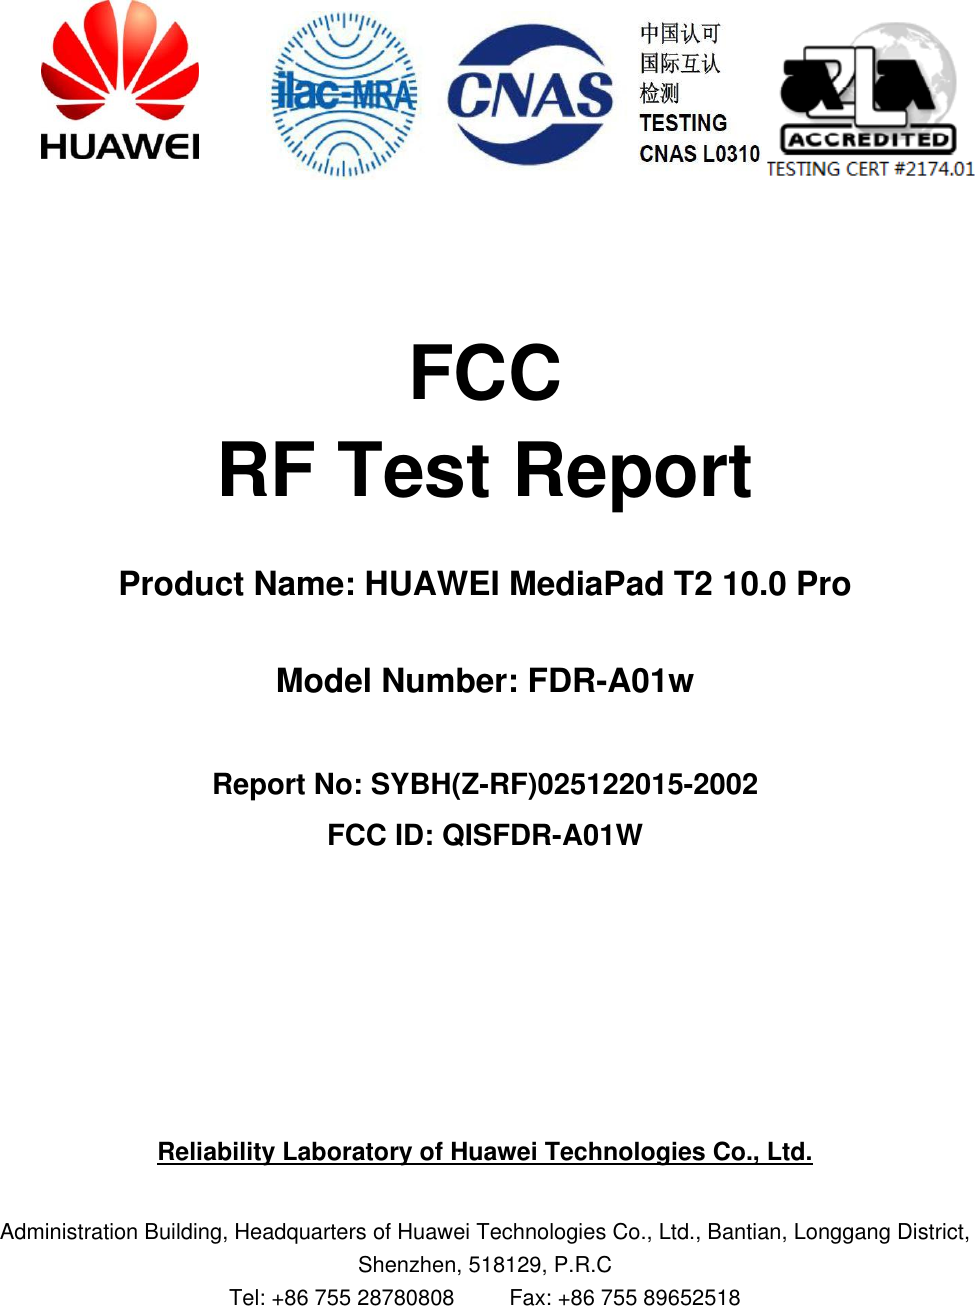 HUAWEI
ilac-MRA
CNAS
中国认可
国际互认
检测
TESTING
CNAS L0310
A2LA
ACCREDITED
TESTING CERT #2174.01
FCC
RF Test Report
Product Name: HUAWEI MediaPad T2 10.0 Pro
Model Number: FDR-A01w
Report No: SYBH(Z-RF)025122015-2002
FCC ID: QISFDR-A01W
Reliability Laboratory of Huawei Technologies Co., Ltd.
Administration Building, Headquarters of Huawei Technologies Co., Ltd., Bantian, Longgang District,
Shenzhen, 518129, P.R.C
Tel: +86 755 28780808 Fax: +86 755 89652518